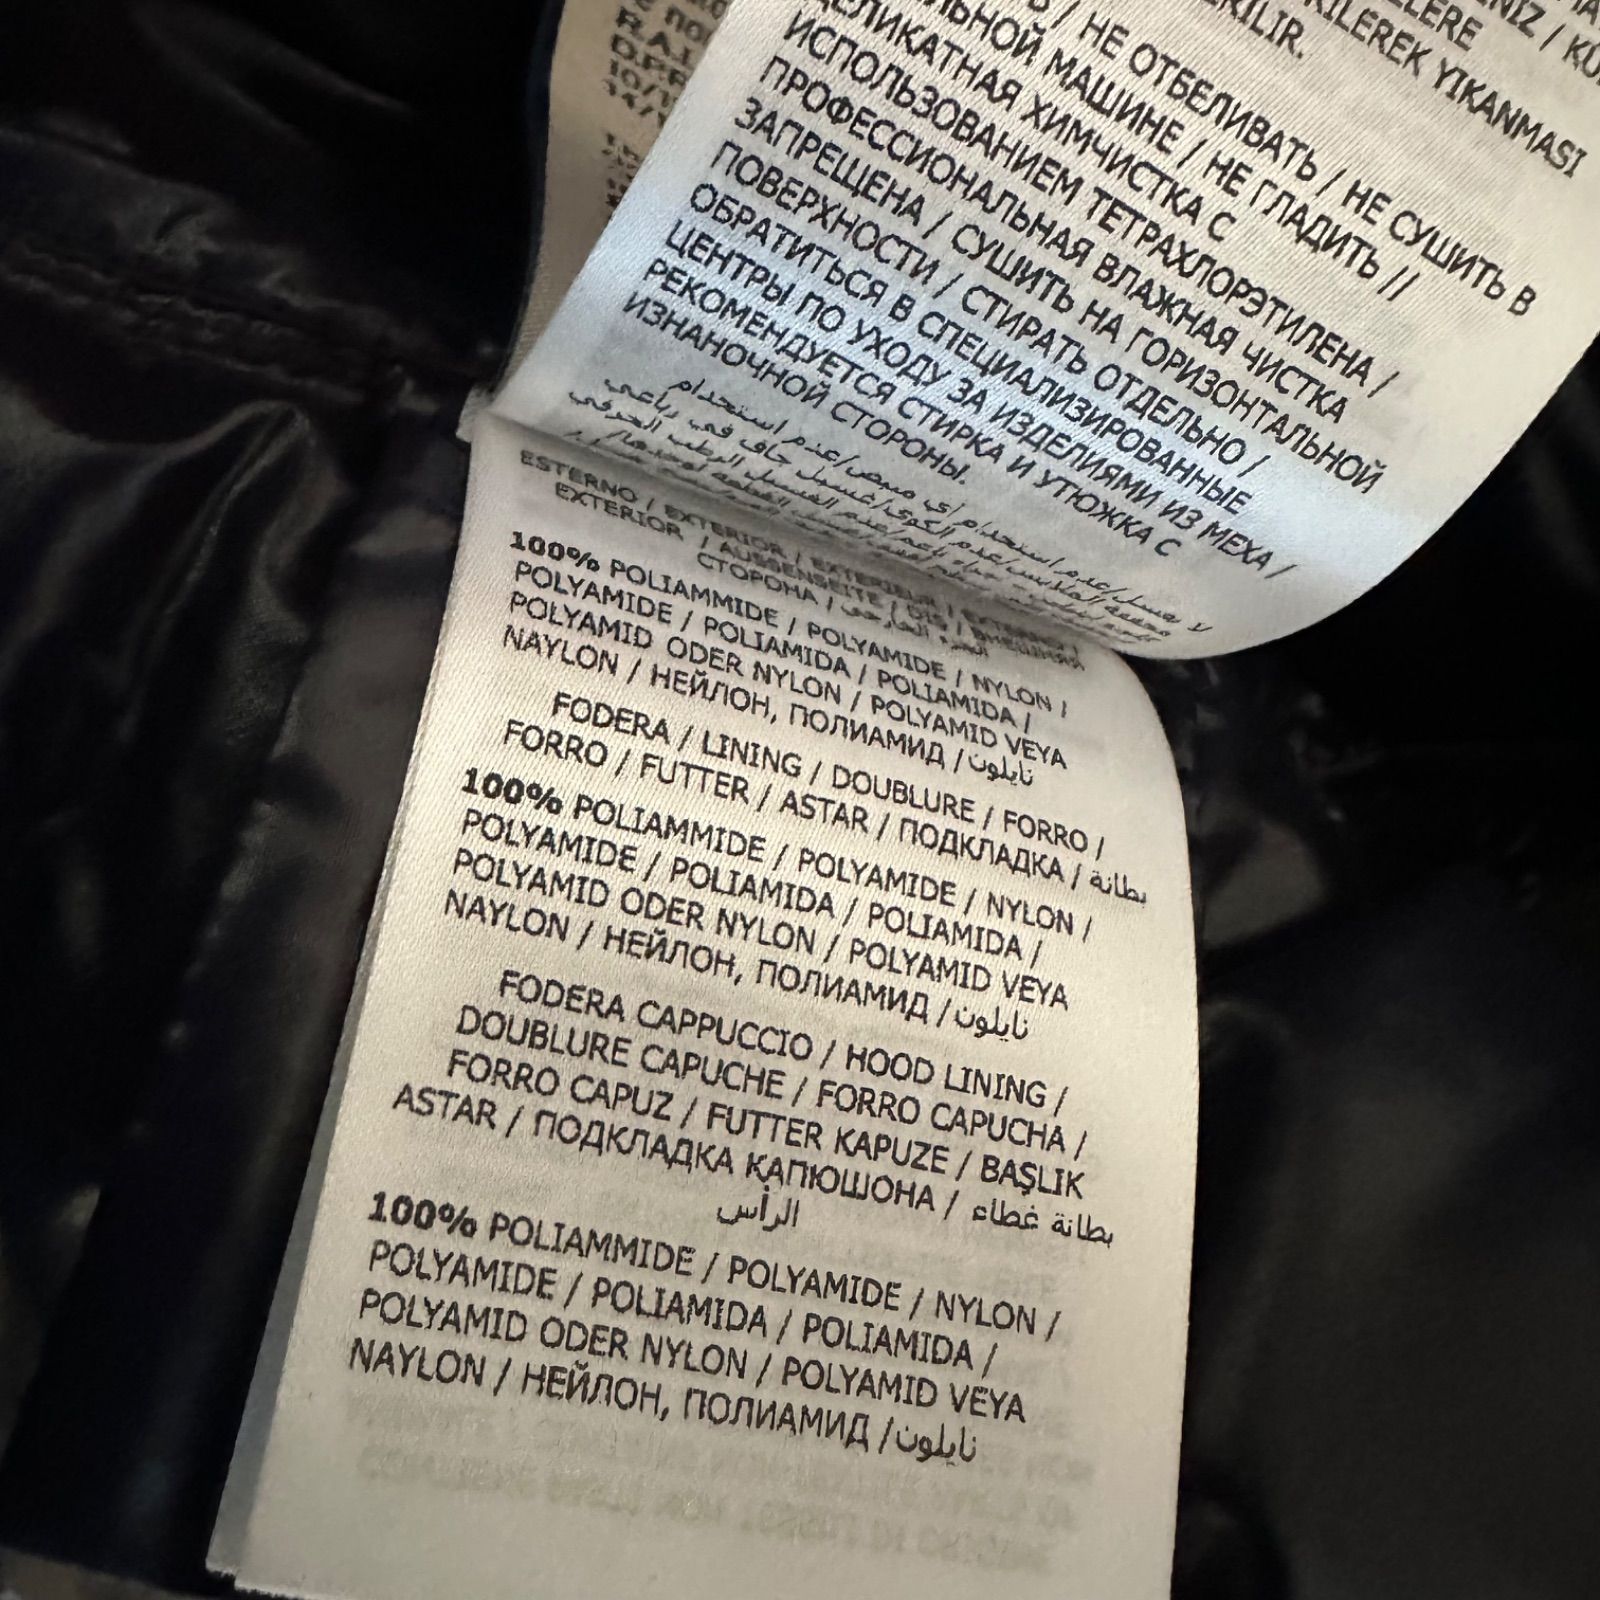 YIKANMASI
НЕ ОТБЕЛИВАТЬ / НЕ СУШИТЬ В
МАШИНЕ / НЕ ГЛАДИТЬ //
ДЕЛИКАТНАЯ ХИМЧИСТКА С
ИСПОЛЬЗОВАНИЕМ ТЕТРАХЛОРЭТИЛЕНА /
ПРОФЕССИОНАЛЬНАЯ ВЛАЖНАЯ ЧИСТКА
ЗАПРЕЩЕНА / СУШИТЬ НА ГОРИЗОНТАЛЬНОЙ
ПОВЕРХНОСТИ / СТИРАТЬ ОТДЕЛЬНО /
ОБРАТИТЬСЯ В СПЕЦИАЛИЗИРОВАННЫЕ
ЦЕНТРЫ ПО УХОДУ ЗА ИЗДЕЛИЯМИ ИЗ МЕХА /
РЕКОМЕНДУЕТСЯ СТИРКА И УТЮЖКА С
ИЗНАНОЧНОЙ СТОРОНЫ.
ESTERNO / EXTERIOR / EXTERIEUR / EXTERIOR /
EXTERIOR / AUSSENSEITE / DIS / ВНЕШНЯЯ
СТОРОНА /
100% POLIAMMIDE / POLYAMIDE / NYLON /
POLYAMIDE / POLIAMIDA / POLIAMIDA /
POLYAMID ODER NYLON / POLYAMID VEYA
NAYLON / НЕЙЛОН, ПОЛИАМИД / نايلون
FODERA / LINING / DOUBLURE / FORRO /
FORRO / FUTTER / ASTAR / ПОДКЛАДКА / بطانة
100% POLIAMMIDE / POLYAMIDE / NYLON /
POLYAMIDE / POLIAMIDA / POLIAMIDA /
POLYAMID ODER NYLON / POLYAMID VEYA
NAYLON / НЕЙЛОН, ПОЛИАМИД / نايلون
FODERA CAPPUCCIO / HOOD LINING /
DOUBLURE CAPUCHE / FORRO CAPUCHA /
FORRO CAPUZ / FUTTER KAPUZE / BAŞLIK
ASTAR / ПОДКЛАДКА КАПЮШОНА / بطانة غطاء
الرأس
100% POLIAMMIDE / POLYAMIDE / NYLON /
POLYAMIDE / POLIAMIDA / POLIAMIDA /
POLYAMID ODER NYLON / POLYAMID VEYA
NAYLON / НЕЙЛОН, ПОЛИАМИД / نايلون